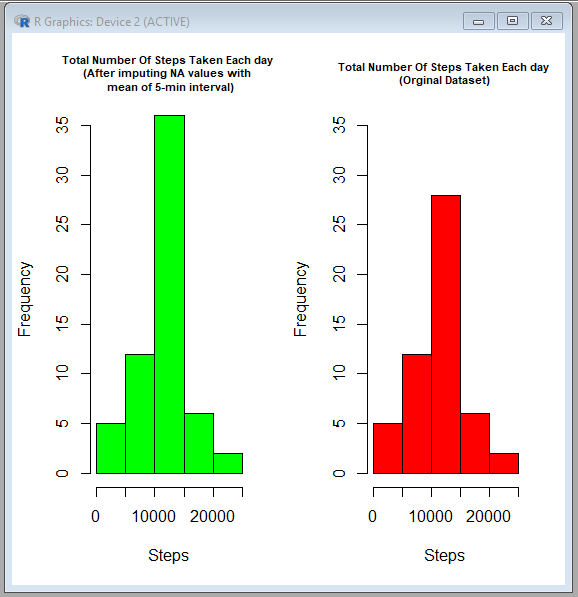 R Graphics: Device 2 (ACTIVE)
Total Number Of Steps Taken Each day
(After imputing NA values with
mean of 5-min interval)
Frequency
35
30
25
20
15
10
5
0
0 10000 20000
Steps
Total Number Of Steps Taken Each day
(Orginal Dataset)
Frequency
35
30
25
20
15
10
5
0
0 10000 20000
Steps